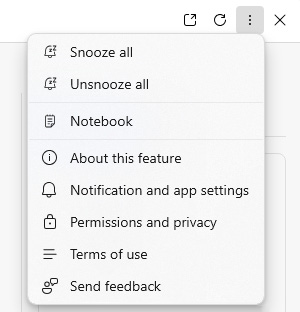 Snooze all
Unsnooze all
Notebook
About this feature
Notification and app settings
Permissions and privacy
Terms of use
Send feedback